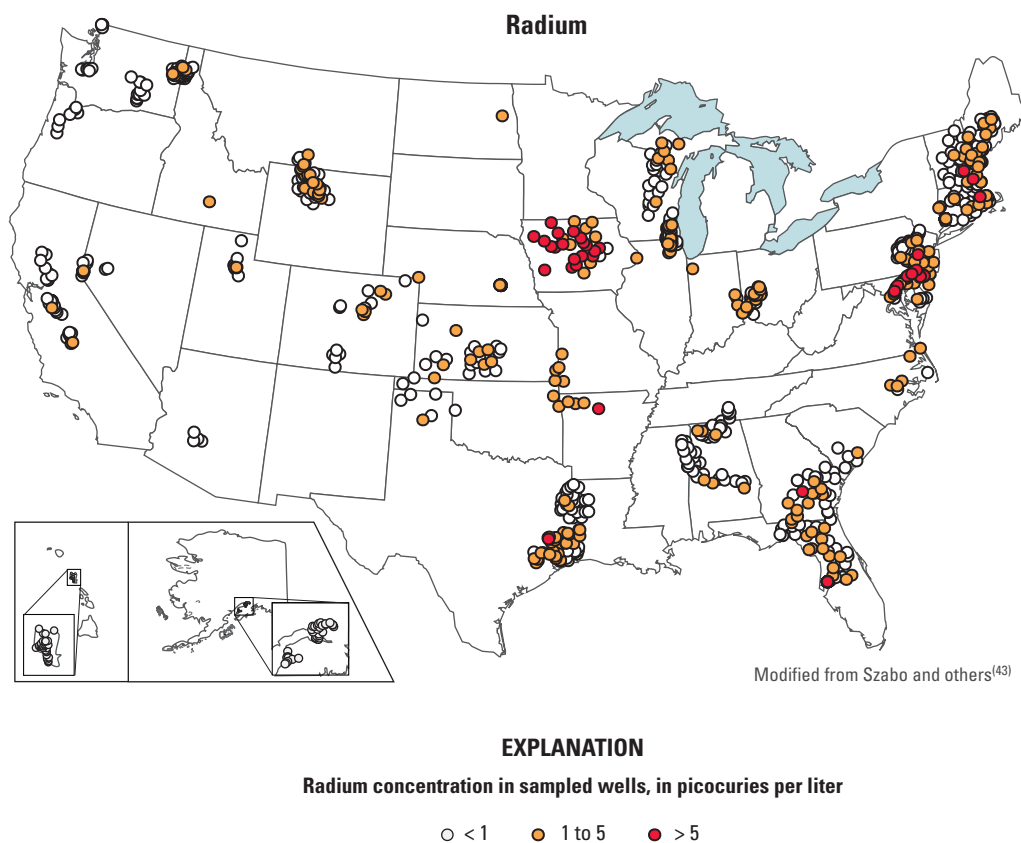 Radium
Modified from Szabo and others(43)
EXPLANATION
Radium concentration in sampled wells, in picocuries per liter
< 1 1 to 5 > 5